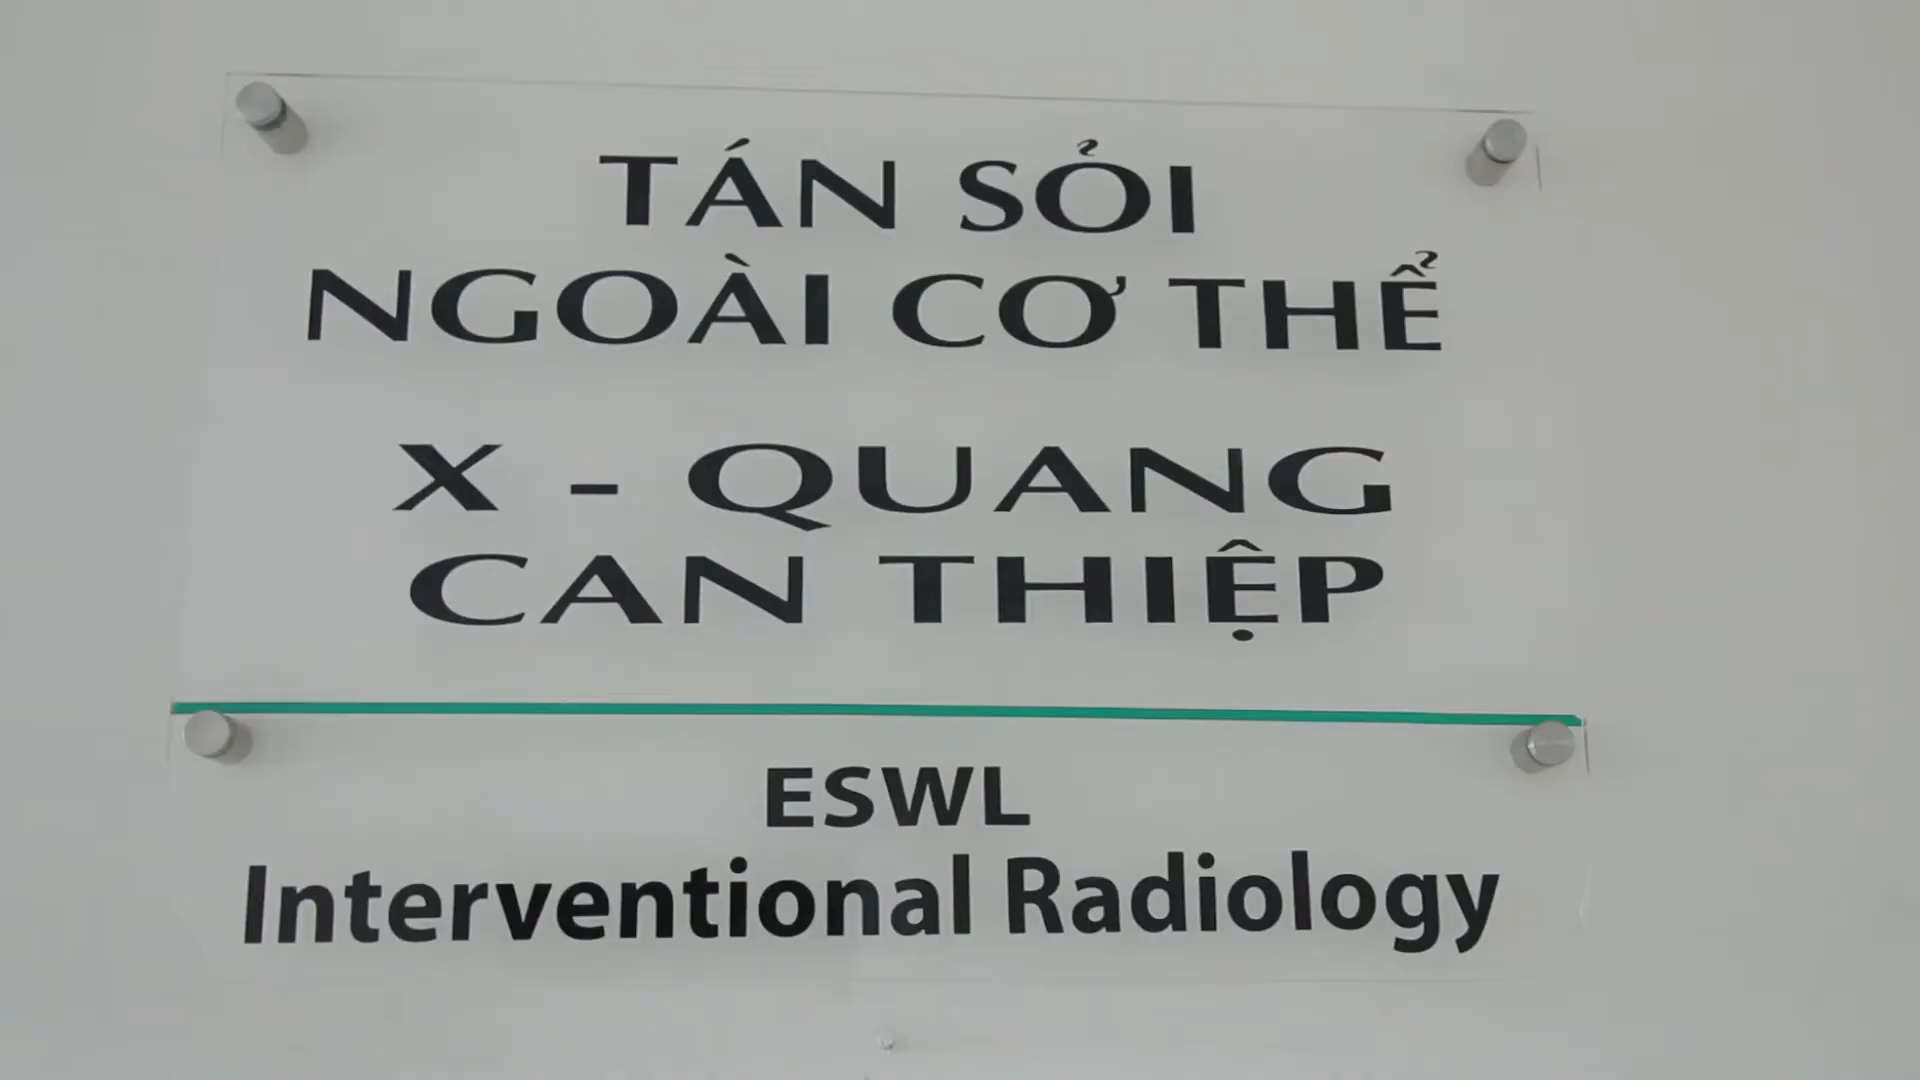 TÁN SỎI
NGOÀI CƠ THỂ
X - QUANG
CAN THIỆP
ESWL
Interventional Radiology